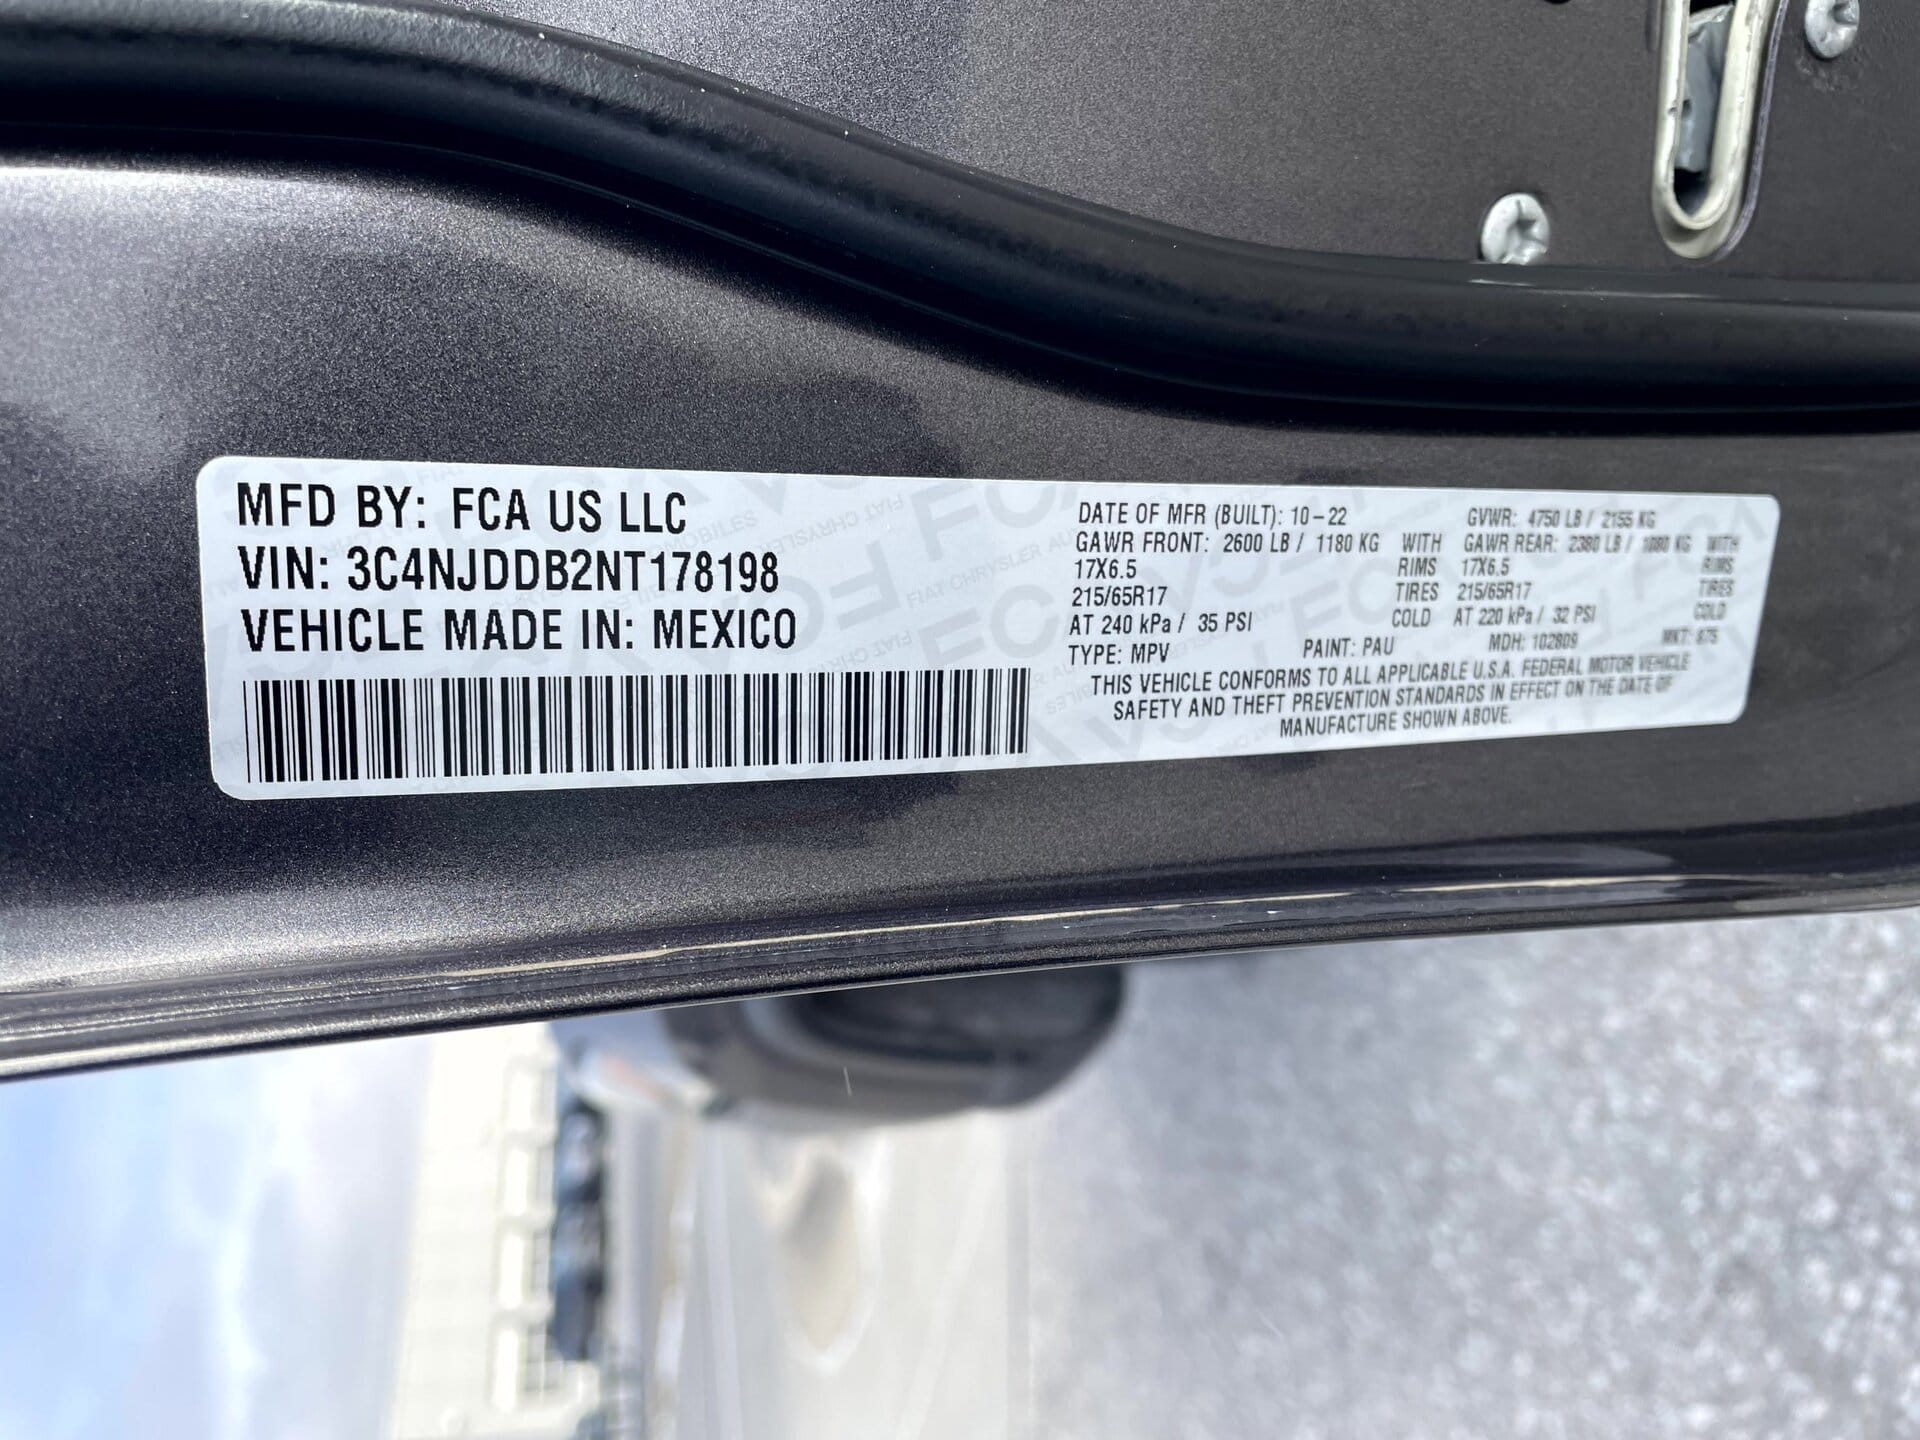 MFD BY: FCA US LLC
VIN: 3C4NJDDB2NT178198
VEHICLE MADE IN: MEXICO
DATE OF MFR (BUILT): 10-22 GVWR: 4750 LB / 2155 KG
GAWR FRONT: 2600 LB / 1180 KG WITH GAWR REAR: 2380 LB / 1080 KG WITH
17X6.5 RIMS 17X6.5 RIMS
215/65R17 TIRES 215/65R17 TIRES
AT 240 kPa / 35 PSI COLD AT 220 kPa / 32 PSI COLD
TYPE: MPV PAINT: PAU MDH: 102809 MKT: 875
THIS VEHICLE CONFORMS TO ALL APPLICABLE U.S.A. FEDERAL MOTOR VEHICLE
SAFETY AND THEFT PREVENTION STANDARDS IN EFFECT ON THE DATE OF
MANUFACTURE SHOWN ABOVE.